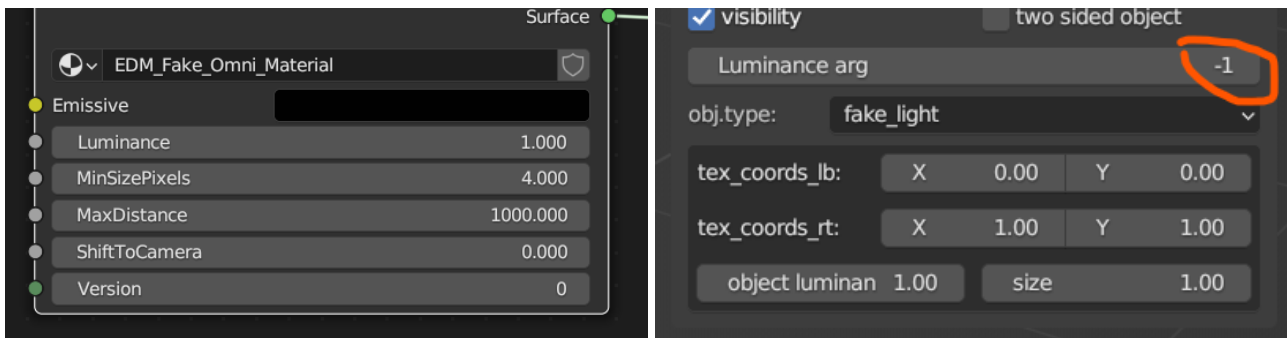 Surface
EDM_Fake_Omni_Material
Emissive
Luminance 1.000
MinSizePixels 4.000
MaxDistance 1000.000
ShiftToCamera 0.000
Version 0
visibility two sided object
Luminance arg -1
obj.type: fake_light
tex_coords_lb: X 0.00 Y 0.00
tex_coords_rt: X 1.00 Y 1.00
object luminan 1.00 size 1.00